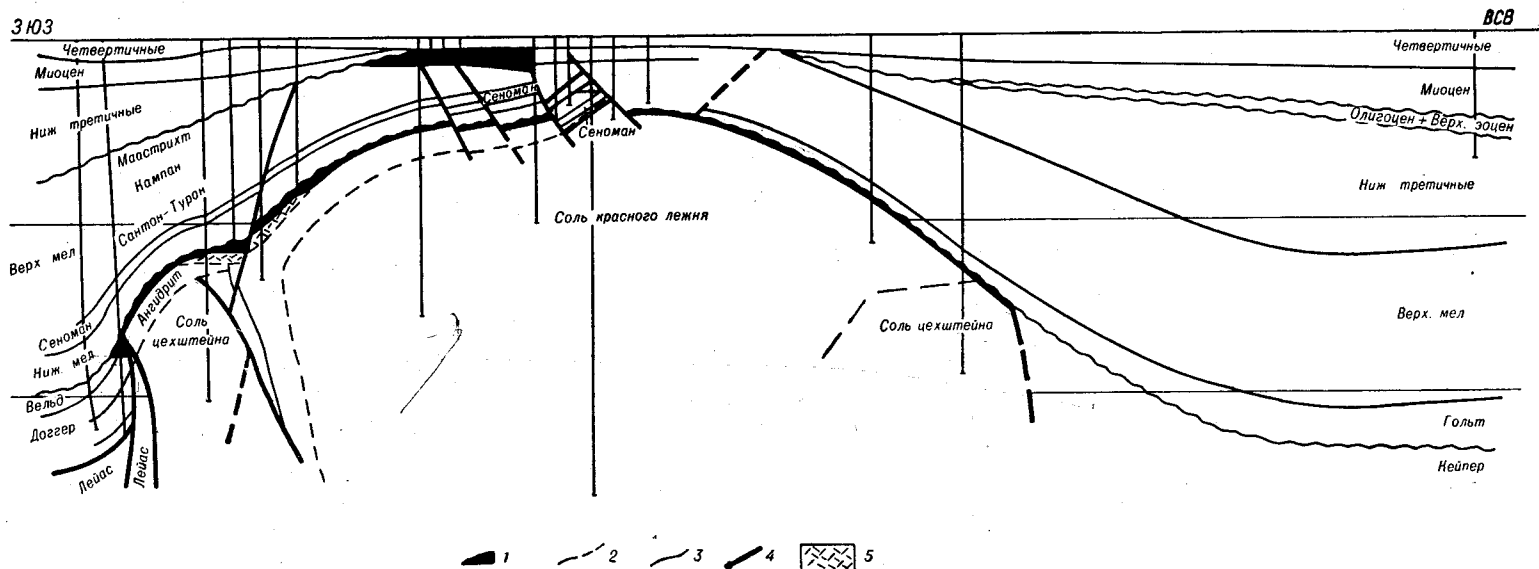 ЗЮЗ
ВСВ
Четвертичные
Миоцен
Ниж третичные
Маастрихт
Кампан
Сантон-Турон
Верх мел
Сеноман
Ниж. мел
Вельд
Доггер
Лейас
Лейас
Ангидрит
Соль
цехштейна
Сеноман
Сеноман
Соль красного лежня
Соль цехштейна
Четвертичные
Миоцен
Олигоцен + Верх. эоцен
Ниж третичные
Верх. мел
Гольт
Кейпер
1 2 3 4 5